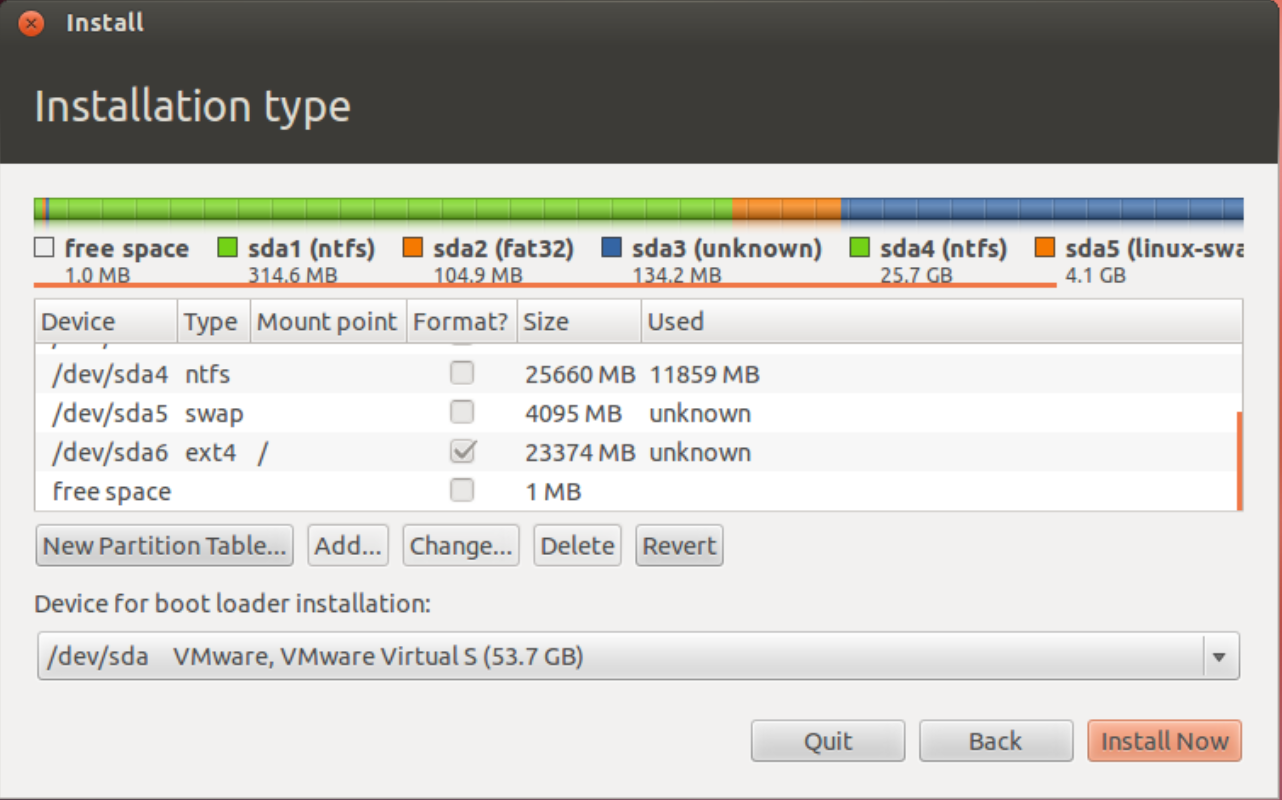 Install
Installation type
free space sda1 (ntfs) sda2 (fat32) sda3 (unknown) sda4 (ntfs) sda5 (linux-swa
1.0 MB 314.6 MB 104.9 MB 134.2 MB 25.7 GB 4.1 GB
Device Type Mount point Format? Size Used
/dev/sda4 ntfs 25660 MB 11859 MB
/dev/sda5 swap 4095 MB unknown
/dev/sda6 ext4 / 23374 MB unknown
free space 1 MB
New Partition Table... Add... Change... Delete Revert
Device for boot loader installation:
/dev/sda VMware, VMware Virtual S (53.7 GB)
Quit Back Install Now